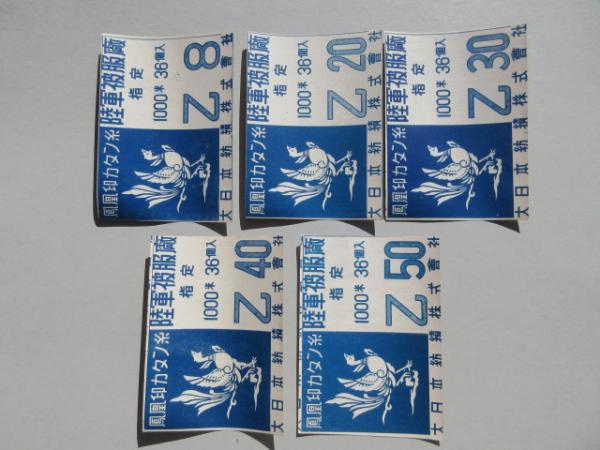 陸軍被服廠
指定
1000米 36個入
乙 8
鳳凰印カタン糸
大日本紡績株式會社
陸軍被服廠
指定
1000米 36個入
乙 20
鳳凰印カタン糸
大日本紡績株式會社
陸軍被服廠
指定
1000米 36個入
乙 30
鳳凰印カタン糸
大日本紡績株式會社
陸軍被服廠
指定
1000米 36個入
乙 40
鳳凰印カタン糸
大日本紡績株式會社
陸軍被服廠
指定
1000米 36個入
乙 50
鳳凰印カタン糸
大日本紡績株式會社